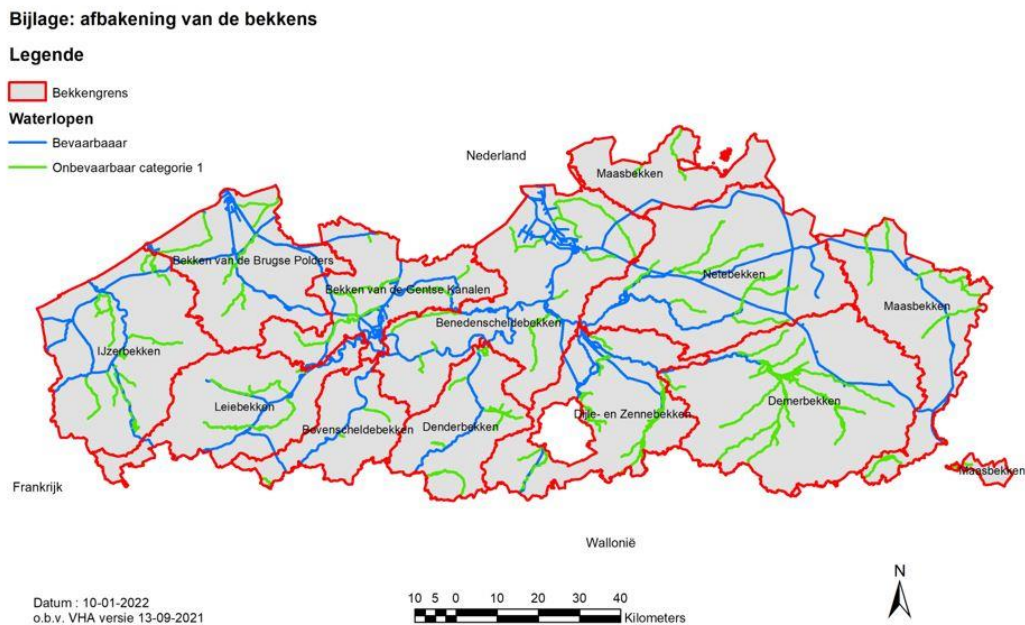 Bijlage: afbakening van de bekkens
Legende
Bekkengrens
Waterlopen
Bevaarbaaar
Onbevaarbaar categorie 1
Nederland
Maasbekken
Bekken van de Brugse Polders
Netebekken
Bekken van de Gentse Kanalen
Maasbekken
Benedenscheldebekken
IJzerbekken
Demerbekken
Leiebekken
Dijle- en Zennebekken
Denderbekken
Bovenscheldebekken
Maasbekken
Frankrijk
Wallonië
N
Datum : 10-01-2022
o.b.v. VHA versie 13-09-2021
10 5 0 10 20 30 40
Kilometers